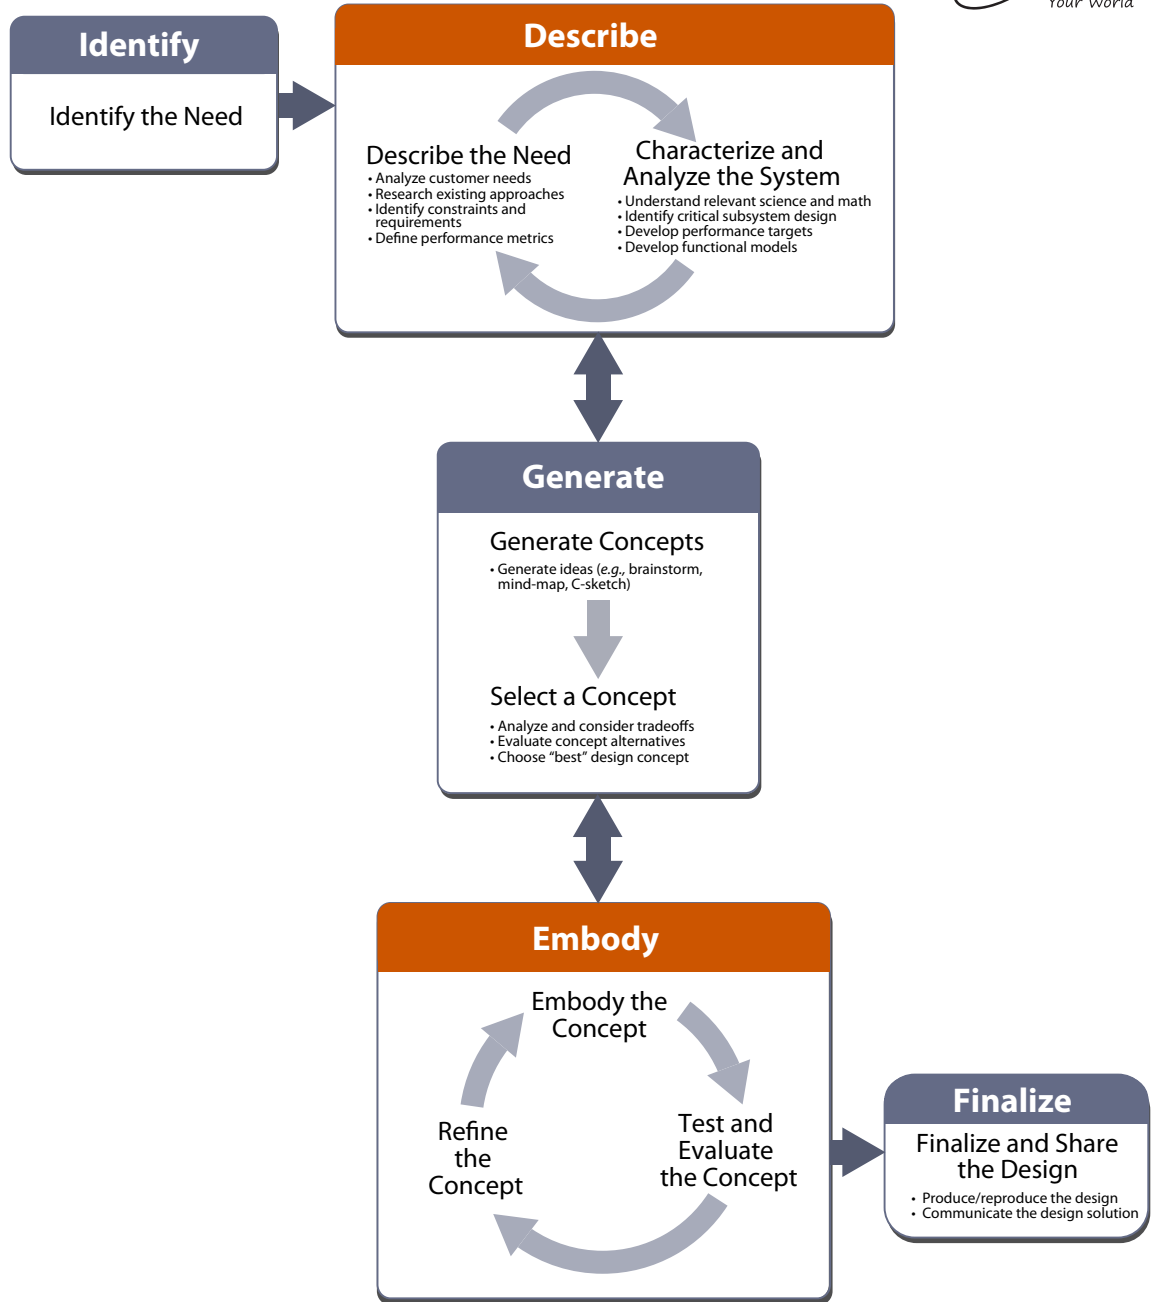 Your World
Identify
Identify the Need
Describe
Describe the Need
• Analyze customer needs
• Research existing approaches
• Identify constraints and
requirements
• Define performance metrics
Characterize and
Analyze the System
• Understand relevant science and math
• Identify critical subsystem design
• Develop performance targets
• Develop functional models
Generate
Generate Concepts
• Generate ideas (e.g., brainstorm,
mind-map, C-sketch)
Select a Concept
• Analyze and consider tradeoffs
• Evaluate concept alternatives
• Choose “best” design concept
Embody
Embody the
Concept
Test and
Evaluate
the Concept
Refine
the
Concept
Finalize
Finalize and Share
the Design
• Produce/reproduce the design
• Communicate the design solution